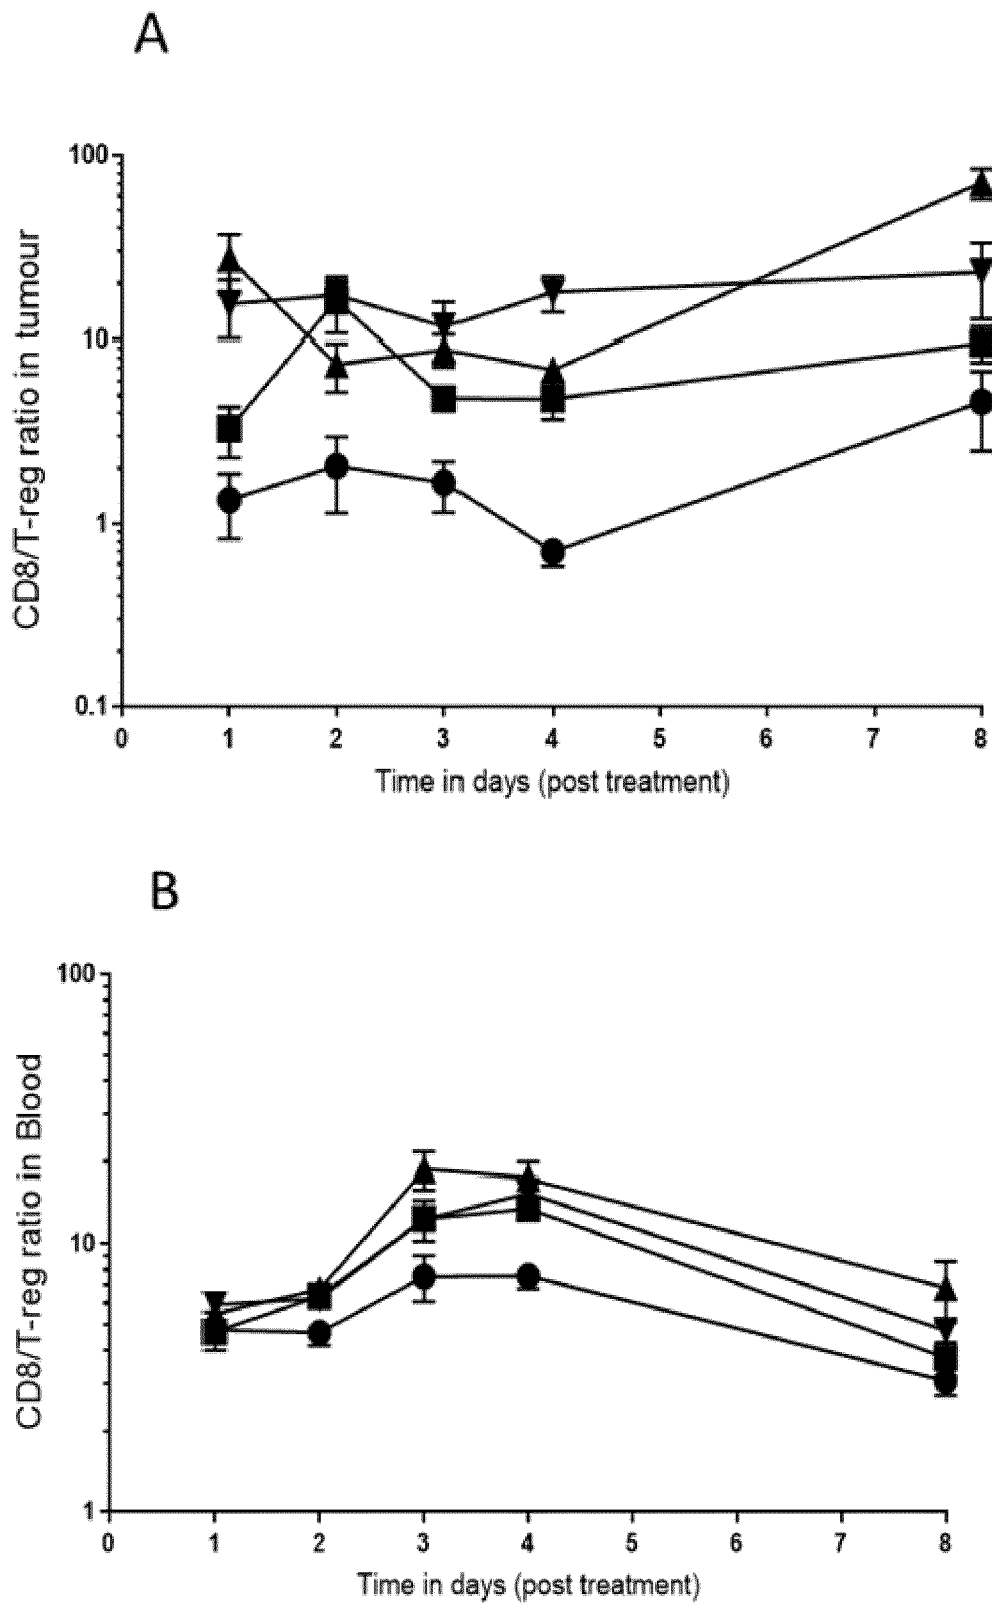 A
100
10
1
0.1
CD8/T-reg ratio in tumour
0 1 2 3 4 5 6 7 8
Time in days (post treatment)
B
100
10
1
CD8/T-reg ratio in Blood
0 1 2 3 4 5 6 7 8
Time in days (post treatment)